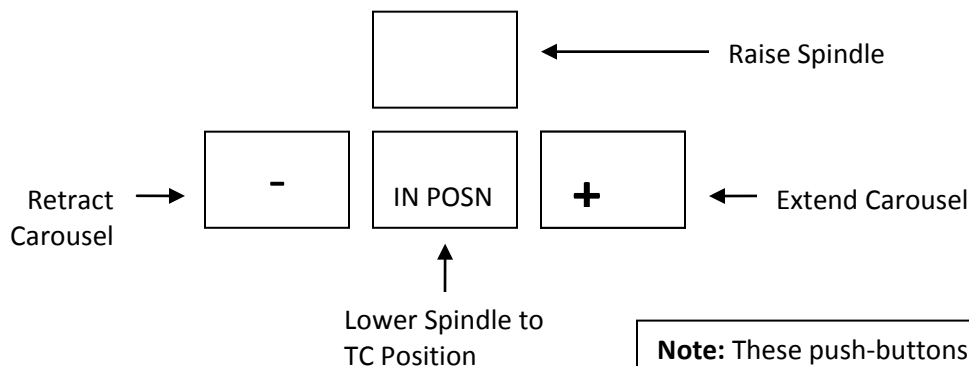 Raise Spindle
-
IN POSN
+
Retract
Carousel
Extend Carousel
Lower Spindle to
TC Position
Note: These push-buttons